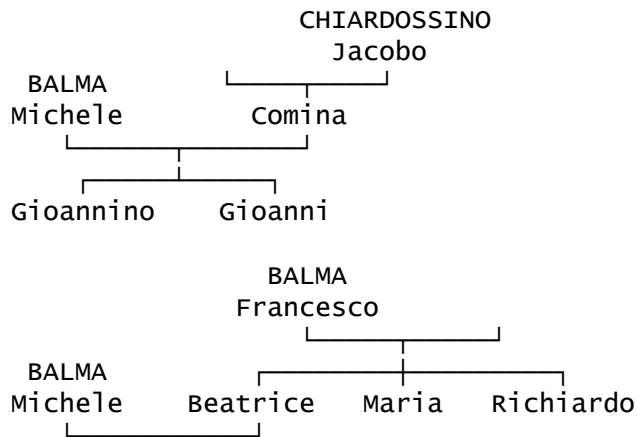 CHIARDOSSINO
Jacobo
BALMA
Michele Comina
Gioannino Gioanni
BALMA
Francesco
BALMA
Michele Beatrice Maria Richiardo